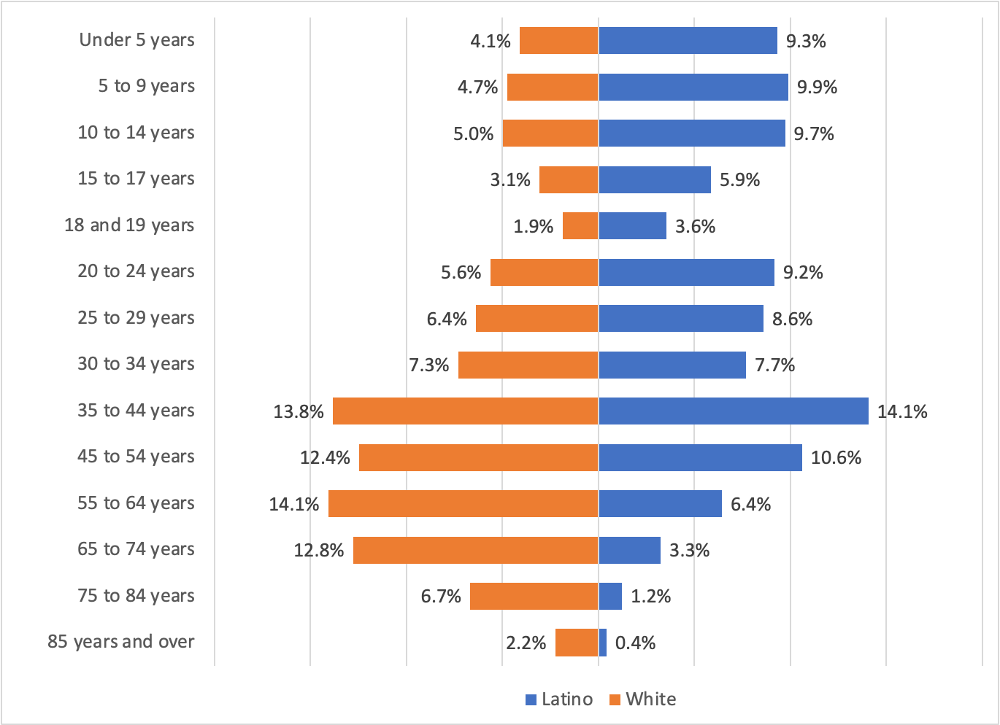 Under 5 years 4.1% 9.3%
5 to 9 years 4.7% 9.9%
10 to 14 years 5.0% 9.7%
15 to 17 years 3.1% 5.9%
18 and 19 years 1.9% 3.6%
20 to 24 years 5.6% 9.2%
25 to 29 years 6.4% 8.6%
30 to 34 years 7.3% 7.7%
35 to 44 years 13.8% 14.1%
45 to 54 years 12.4% 10.6%
55 to 64 years 14.1% 6.4%
65 to 74 years 12.8% 3.3%
75 to 84 years 6.7% 1.2%
85 years and over 2.2% 0.4%
Latino White